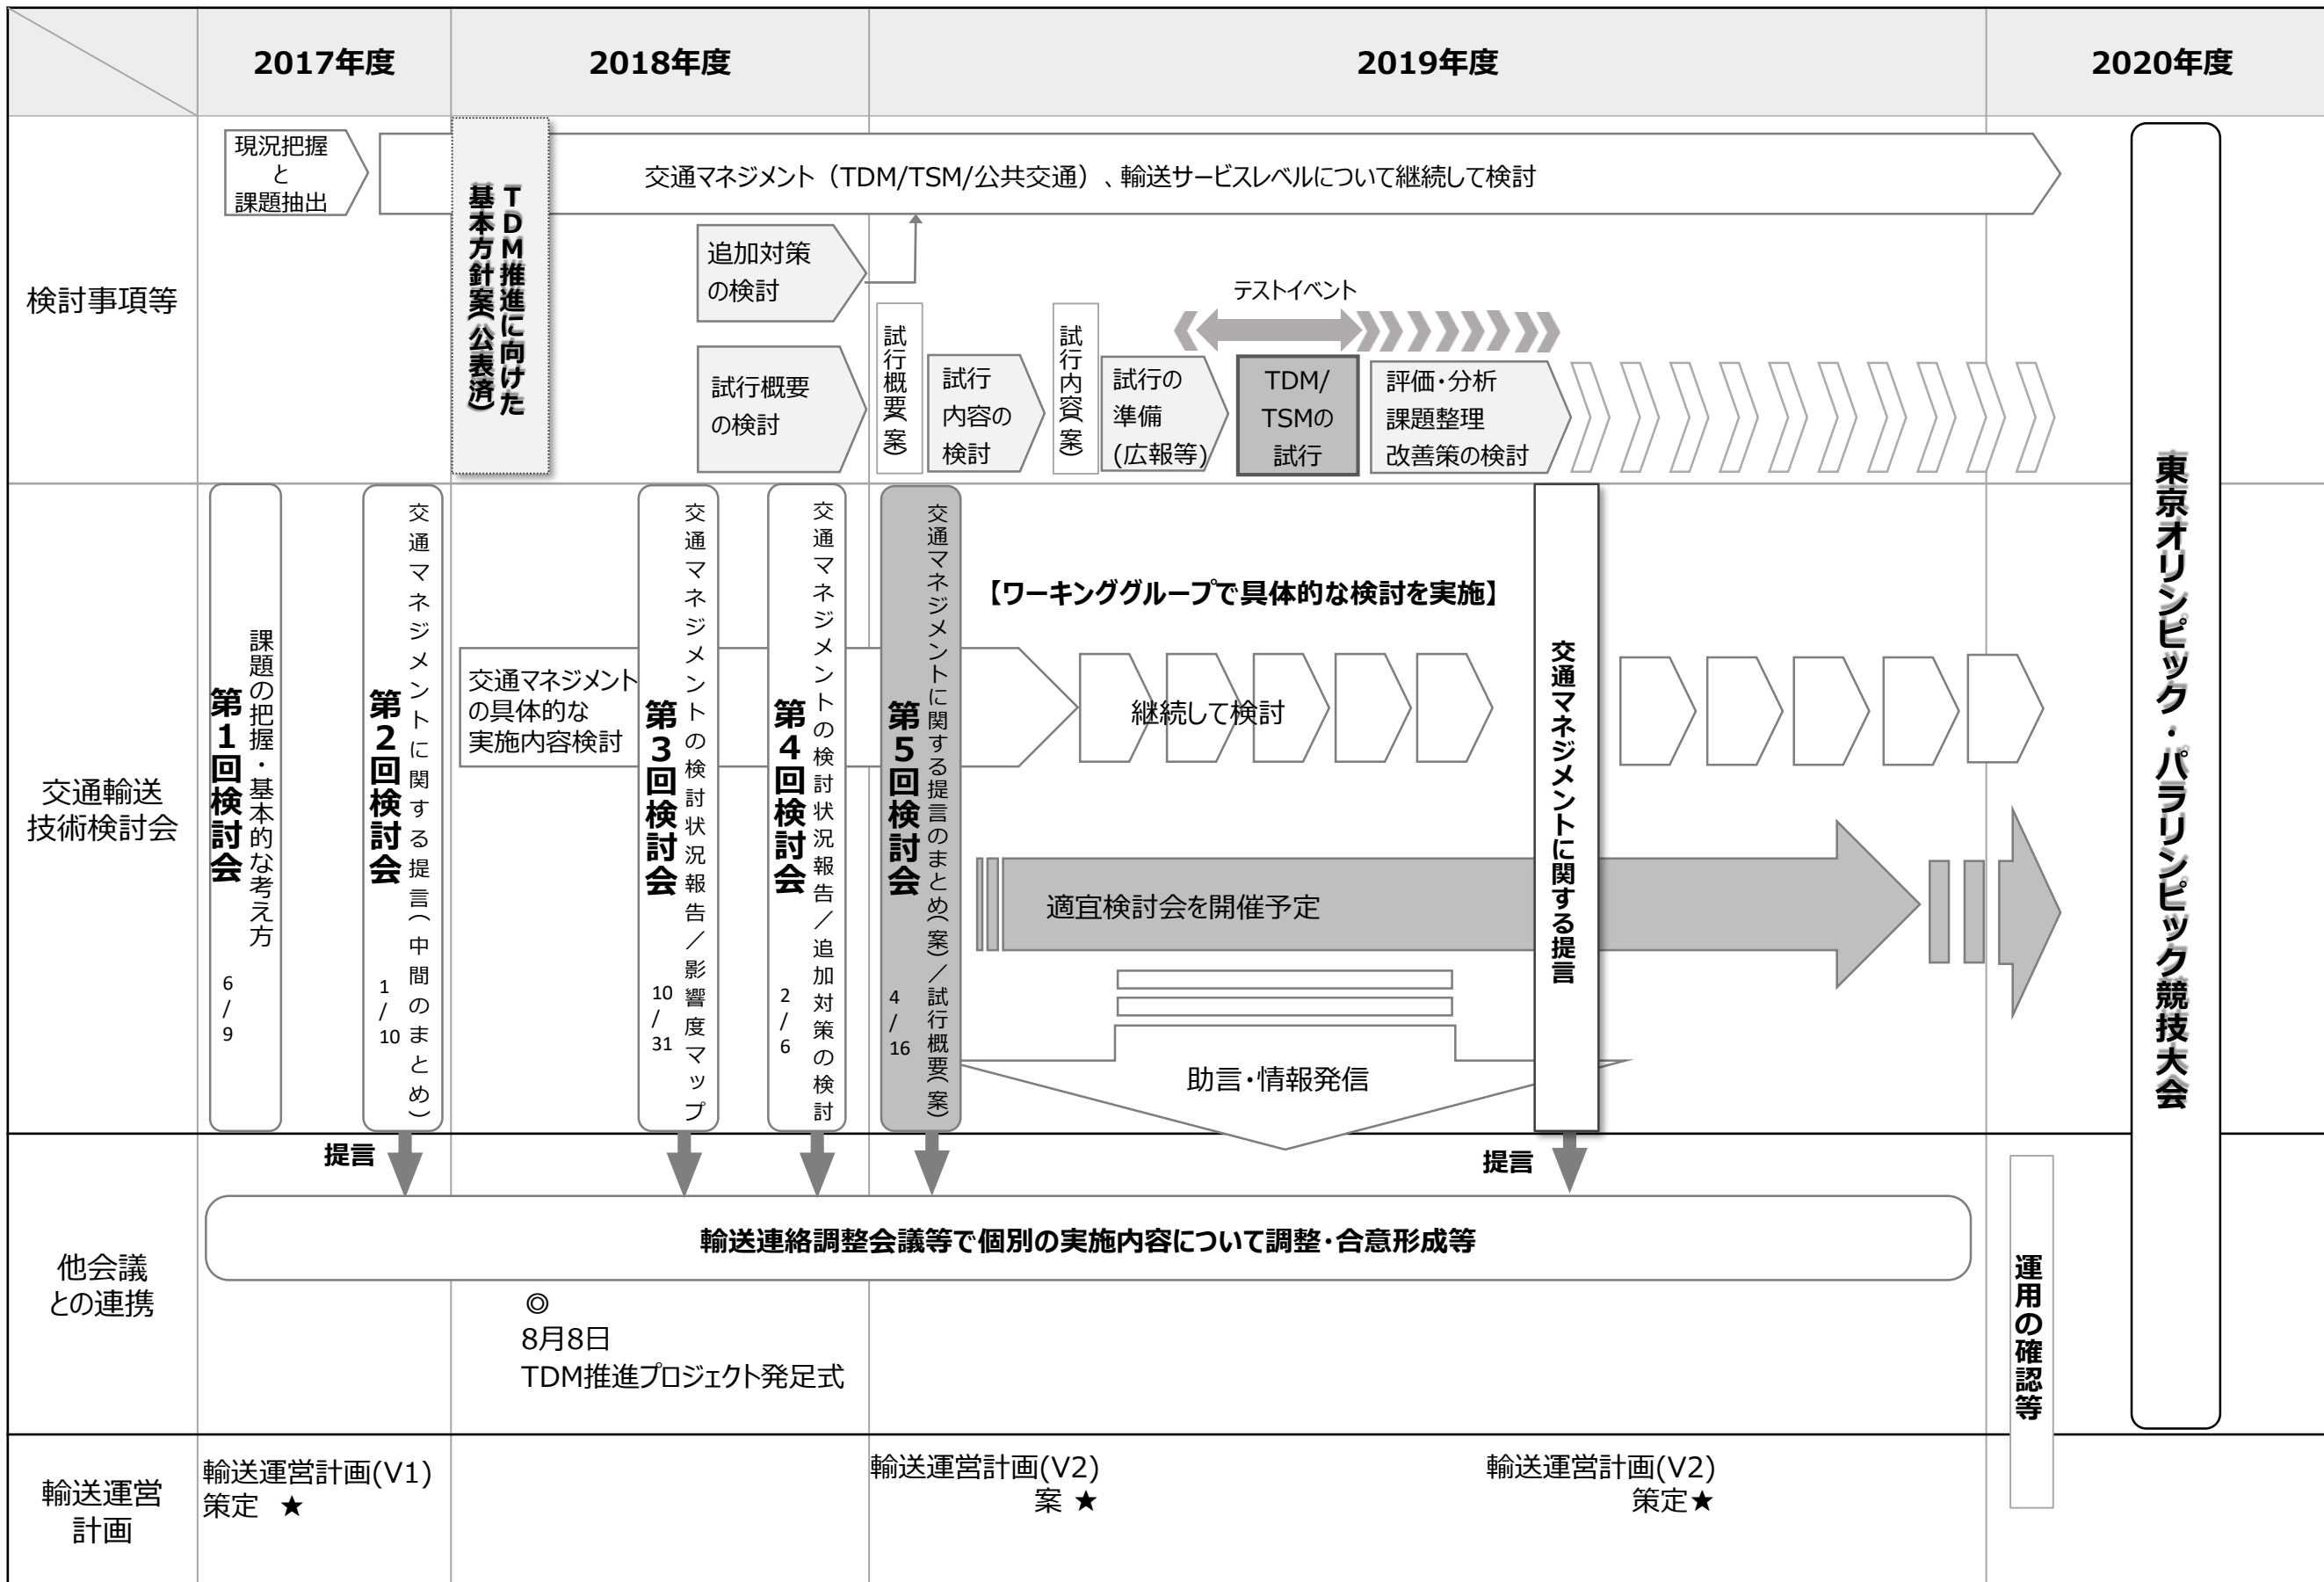 2017年度
2018年度
2019年度
2020年度
検討事項等
現況把握
と
課題抽出
TDM推進に向けた
基本方針案(公表済)
交通マネジメント（TDM/TSM/公共交通）、輸送サービスレベルについて継続して検討
追加対策
の検討
試行概要
の検討
試行概要(案)
試行
内容の
検討
試行内容(案)
試行の
準備
(広報等)
テストイベント
TDM/
TSMの
試行
評価・分析
課題整理
改善策の検討
東京オリンピック・パラリンピック競技大会
交通輸送
技術検討会
課題の把握・基本的な考え方
第1回検討会
6
/
9
交通マネジメントに関する提言(中間のまとめ)
第2回検討会
1
/
10
交通マネジメント
の具体的な
実施内容検討
交通マネジメントの検討状況報告／影響度マップ
第3回検討会
10
/
31
交通マネジメントの検討状況報告／追加対策の検討
第4回検討会
2
/
6
交通マネジメントに関する提言のまとめ(案)／試行概要(案)
第5回検討会
4
/
16
【ワーキンググループで具体的な検討を実施】
継続して検討
適宜検討会を開催予定
助言・情報発信
交通マネジメントに関する提言
提言
提言
他会議
との連携
輸送連絡調整会議等で個別の実施内容について調整・合意形成等
◎
8月8日
TDM推進プロジェクト発足式
運用の確認等
輸送運営
計画
輸送運営計画(V1)
策定 ★
輸送運営計画(V2)
案 ★
輸送運営計画(V2)
策定★